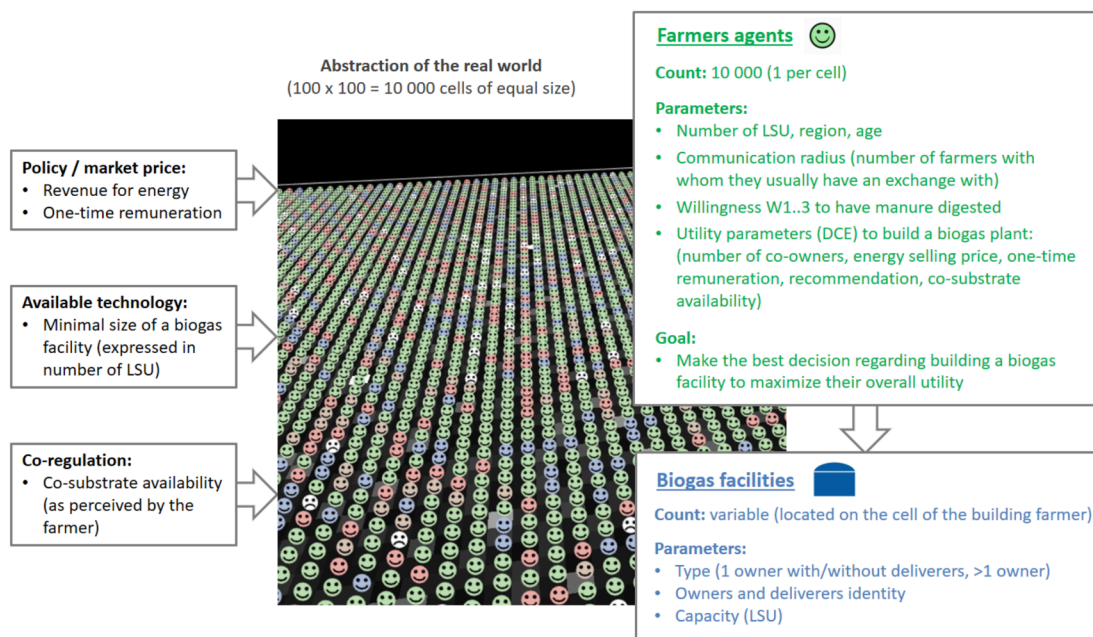 Abstraction of the real world
(100 x 100 = 10 000 cells of equal size)
Policy / market price:
• Revenue for energy
• One-time remuneration
Available technology:
• Minimal size of a biogas
facility (expressed in
number of LSU)
Co-regulation:
• Co-substrate availability
(as perceived by the
farmer)
Farmers agents
Count: 10 000 (1 per cell)
Parameters:
• Number of LSU, region, age
• Communication radius (number of farmers with
whom they usually have an exchange with)
• Willingness W1..3 to have manure digested
• Utility parameters (DCE) to build a biogas plant:
(number of co-owners, energy selling price, one-time
remuneration, recommendation, co-substrate
availability)
Goal:
• Make the best decision regarding building a biogas
facility to maximize their overall utility
Biogas facilities
Count: variable (located on the cell of the building farmer)
Parameters:
• Type (1 owner with/without deliverers, >1 owner)
• Owners and deliverers identity
• Capacity (LSU)